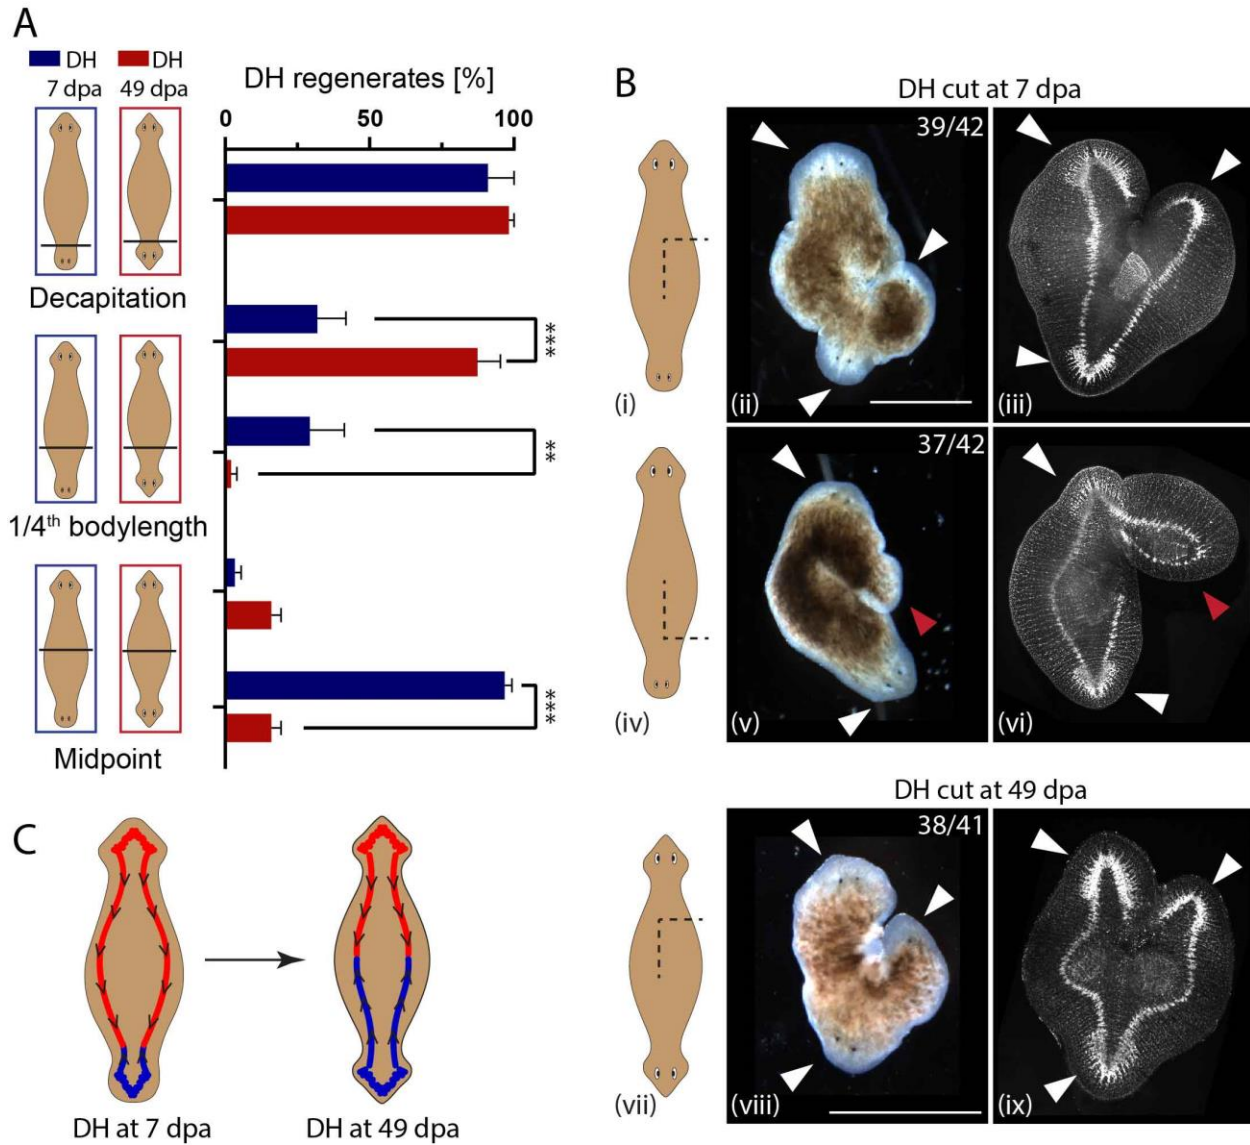 A
DH DH
7 dpa 49 dpa
DH regenerates [%]
0 50 100
Decapitation
***
1/4th bodylength
**
Midpoint
***
B
DH cut at 7 dpa
39/42
(i) (ii) (iii)
37/42
(iv) (v) (vi)
DH cut at 49 dpa
38/41
(vii) (viii) (ix)
C
DH at 7 dpa DH at 49 dpa